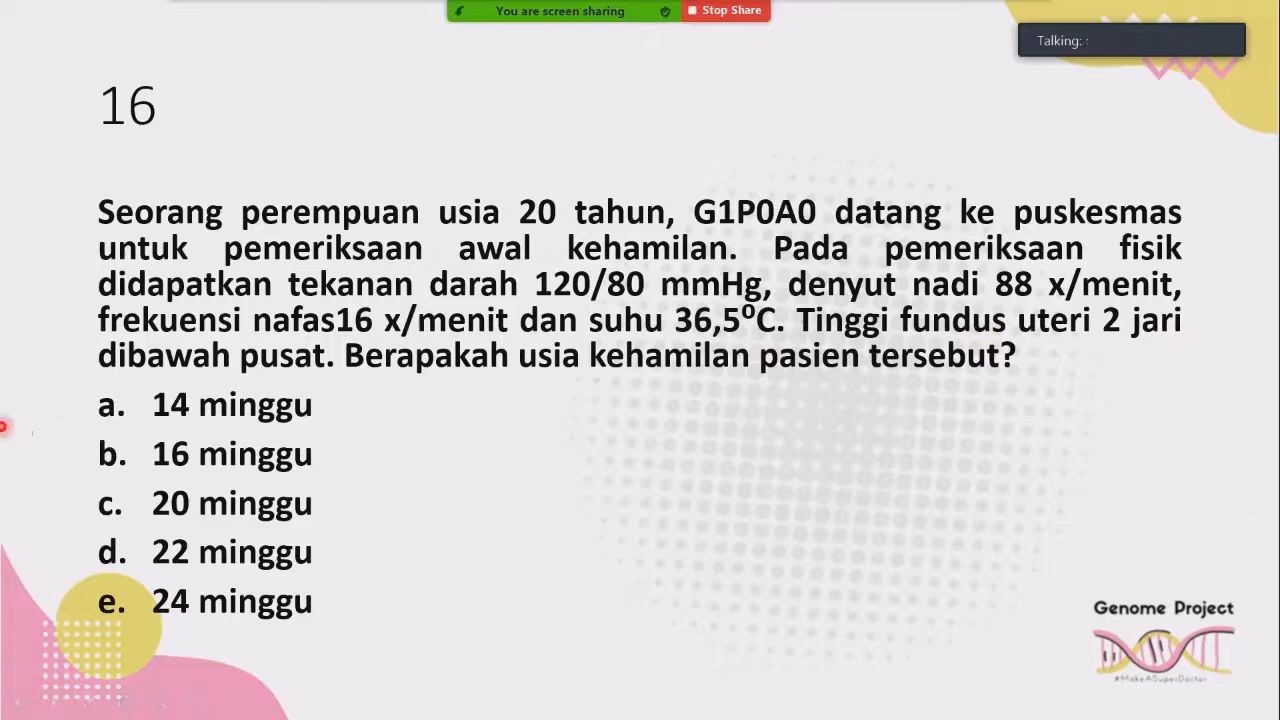 You are screen sharing
Stop Share
Talking:
16
Seorang perempuan usia 20 tahun, G1P0A0 datang ke puskesmas
untuk pemeriksaan awal kehamilan. Pada pemeriksaan fisik
didapatkan tekanan darah 120/80 mmHg, denyut nadi 88 x/menit,
frekuensi nafas16 x/menit dan suhu 36,5⁰C. Tinggi fundus uteri 2 jari
dibawah pusat. Berapakah usia kehamilan pasien tersebut?
a. 14 minggu
b. 16 minggu
c. 20 minggu
d. 22 minggu
e. 24 minggu
Genome Project
#MakeASuperDoctor